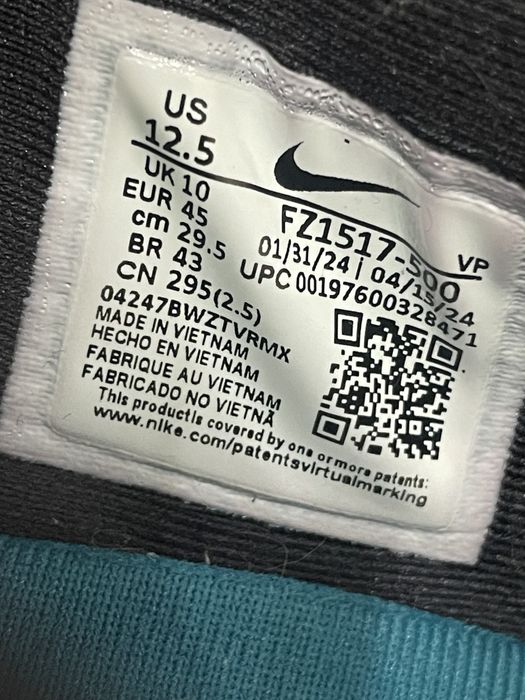 US
12.5
UK 10
EUR 45
cm 29.5
BR 43
CN 295(2.5)
FZ1517-500 VP
01/31/24 | 04/15/24
UPC 00197600328471
04247BWZTVRMX
MADE IN VIETNAM
HECHO EN VIETNAM
FABRIQUE AU VIETNAM
FABRICADO NO VIETNÃ
This product is covered by one or more patents:
www.nike.com/patentsvirtualmarking